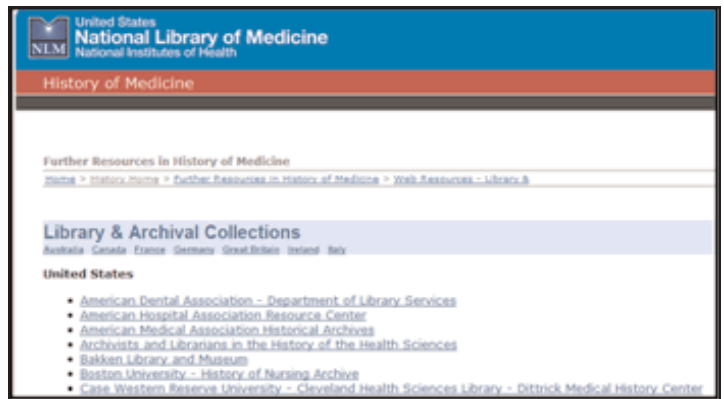 United States
National Library of Medicine
NLM National Institutes of Health
History of Medicine
Further Resources in History of Medicine
Home > History Home > Further Resources in History of Medicine > Web Resources - Library &
Library & Archival Collections
Australia Canada France Germany Great Britain Ireland Italy
United States
• American Dental Association - Department of Library Services
• American Hospital Association Resource Center
• American Medical Association Historical Archives
• Archivists and Librarians in the History of the Health Sciences
• Bakken Library and Museum
• Boston University - History of Nursing Archive
• Case Western Reserve University - Cleveland Health Sciences Library - Dittrick Medical History Center